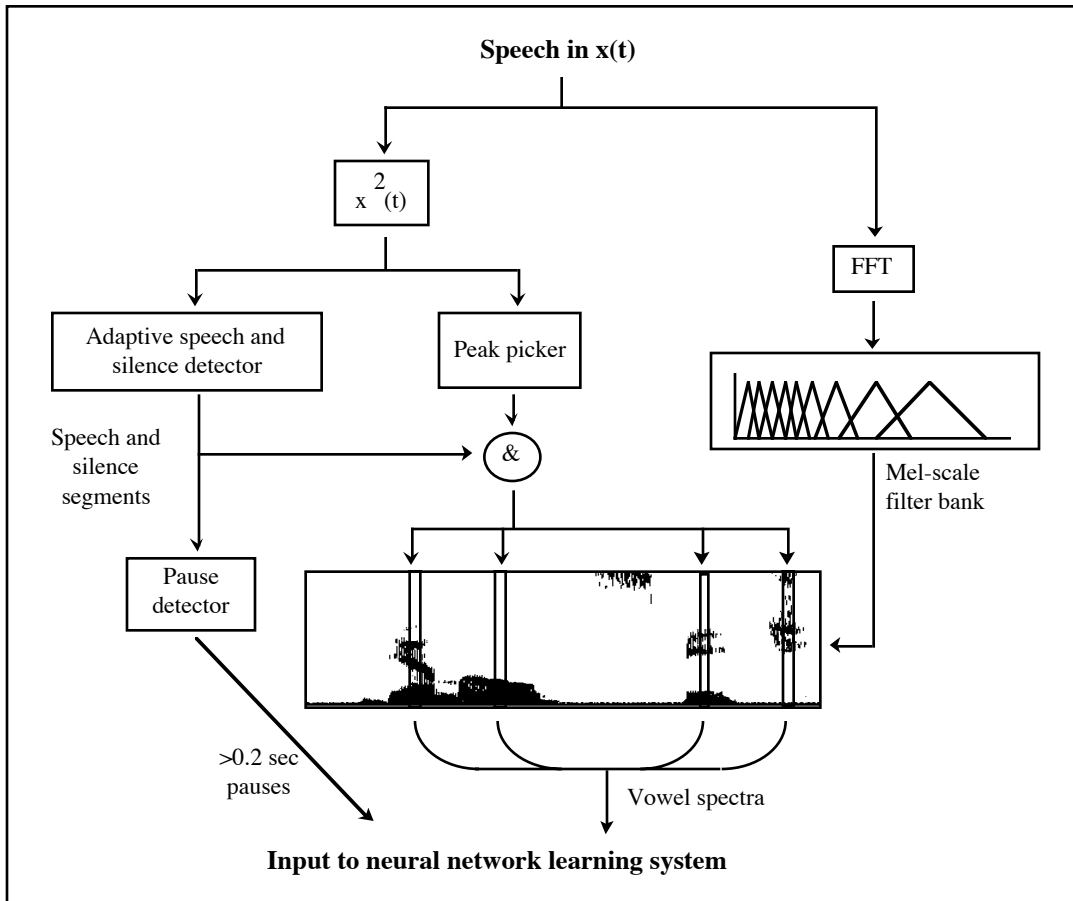 Speech in x(t)
2
x (t)
FFT
Adaptive speech and
silence detector
Peak picker
Speech and
silence
segments
&
Mel-scale
filter bank
Pause
detector
>0.2 sec
pauses
Vowel spectra
Input to neural network learning system